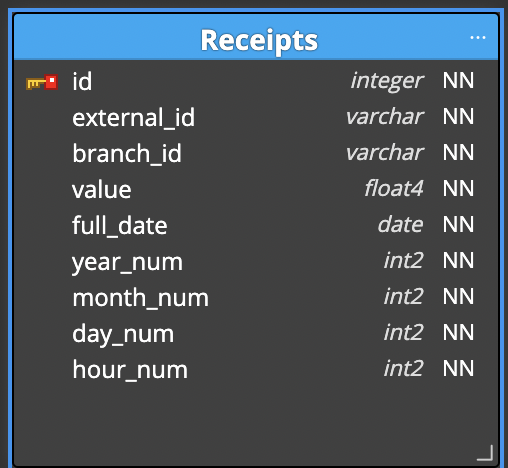 Receipts ...
id integer NN
external_id varchar NN
branch_id varchar NN
value float4 NN
full_date date NN
year_num int2 NN
month_num int2 NN
day_num int2 NN
hour_num int2 NN